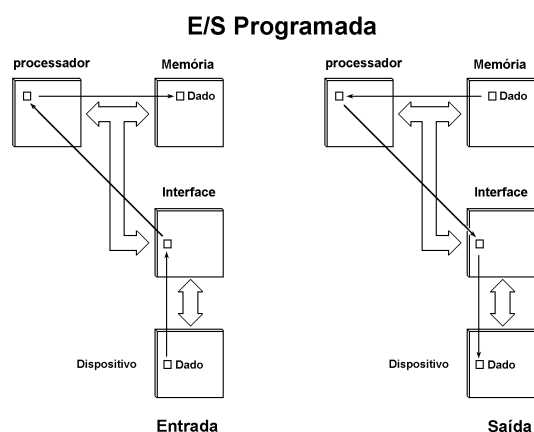 E/S Programada
processador
Memória
Dado
Interface
Dispositivo
Dado
Entrada
processador
Memória
Dado
Interface
Dispositivo
Dado
Saída